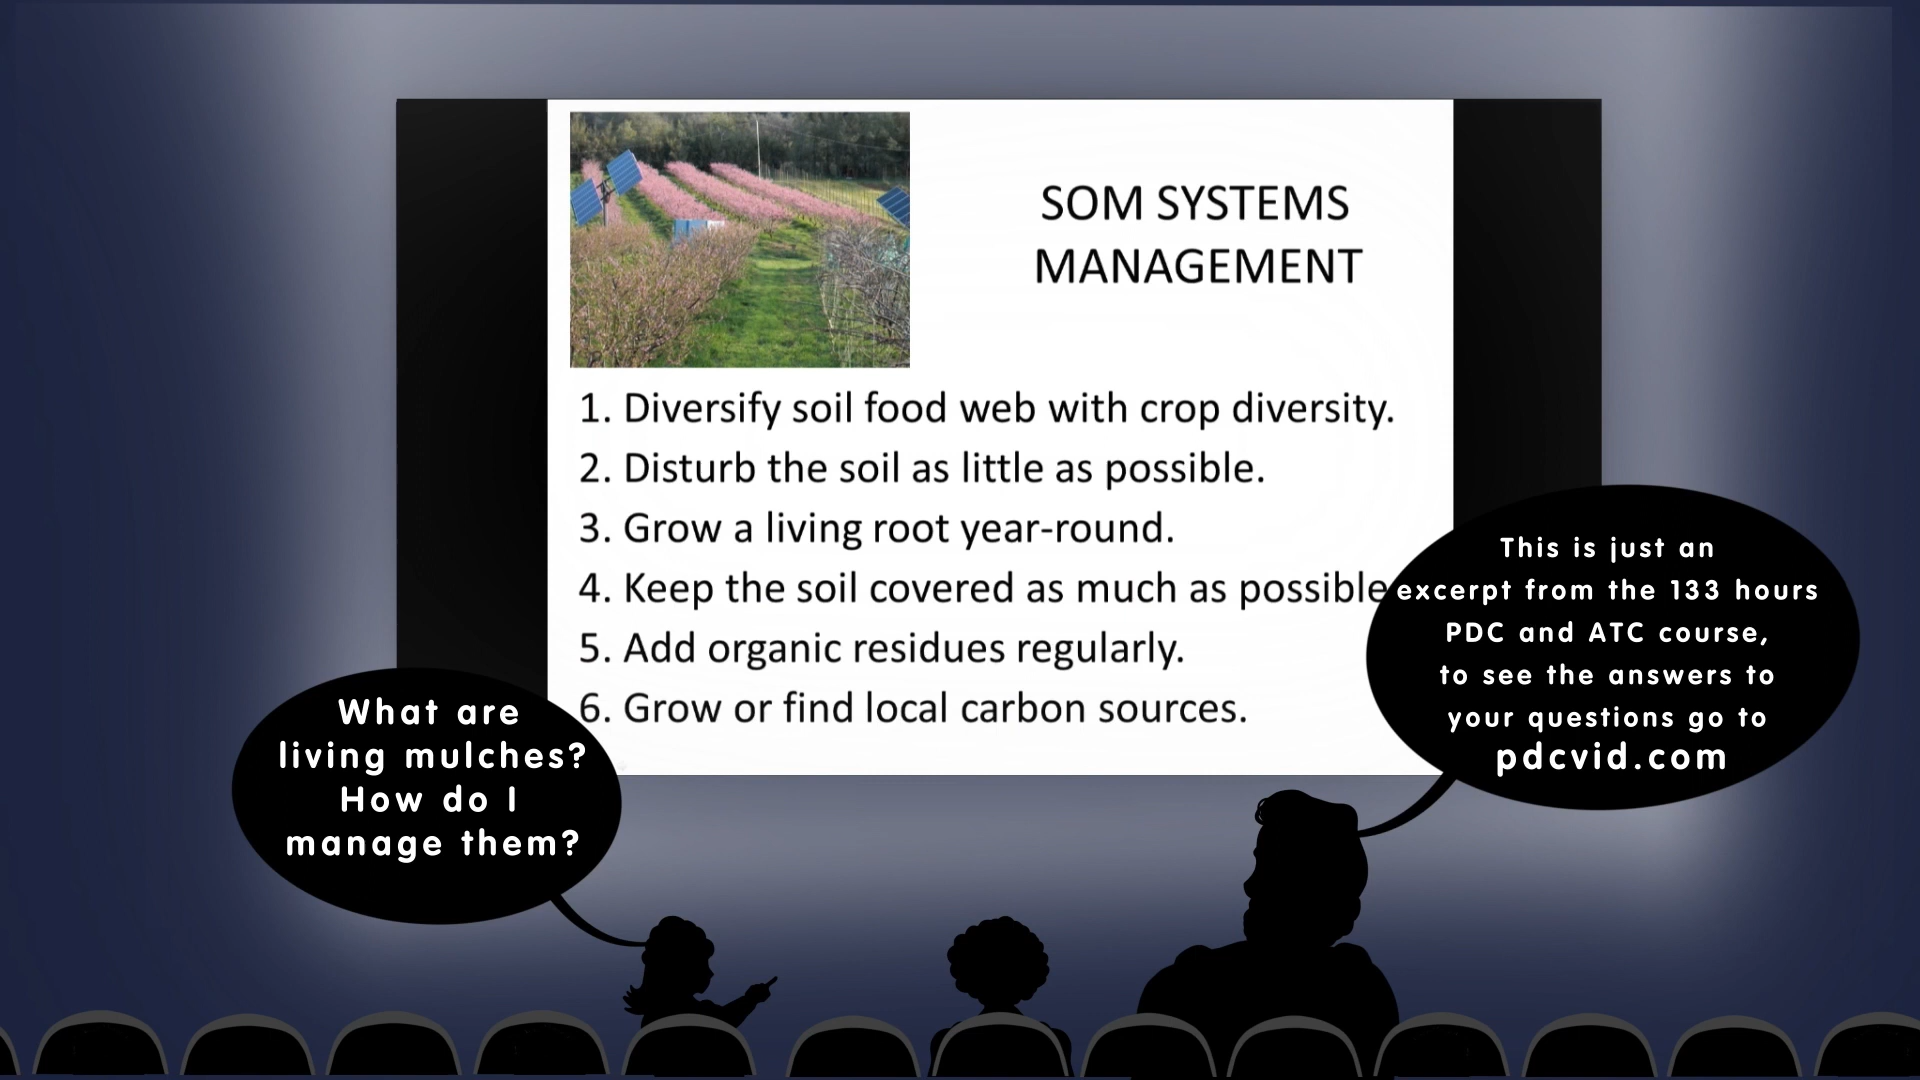 SOM SYSTEMS
MANAGEMENT
1. Diversify soil food web with crop diversity.
2. Disturb the soil as little as possible.
3. Grow a living root year-round.
4. Keep the soil covered as much as possible
5. Add organic residues regularly.
6. Grow or find local carbon sources.
What are
living mulches?
How do I
manage them?
This is just an
excerpt from the 133 hours
PDC and ATC course,
to see the answers to
your questions go to
pdcvid.com